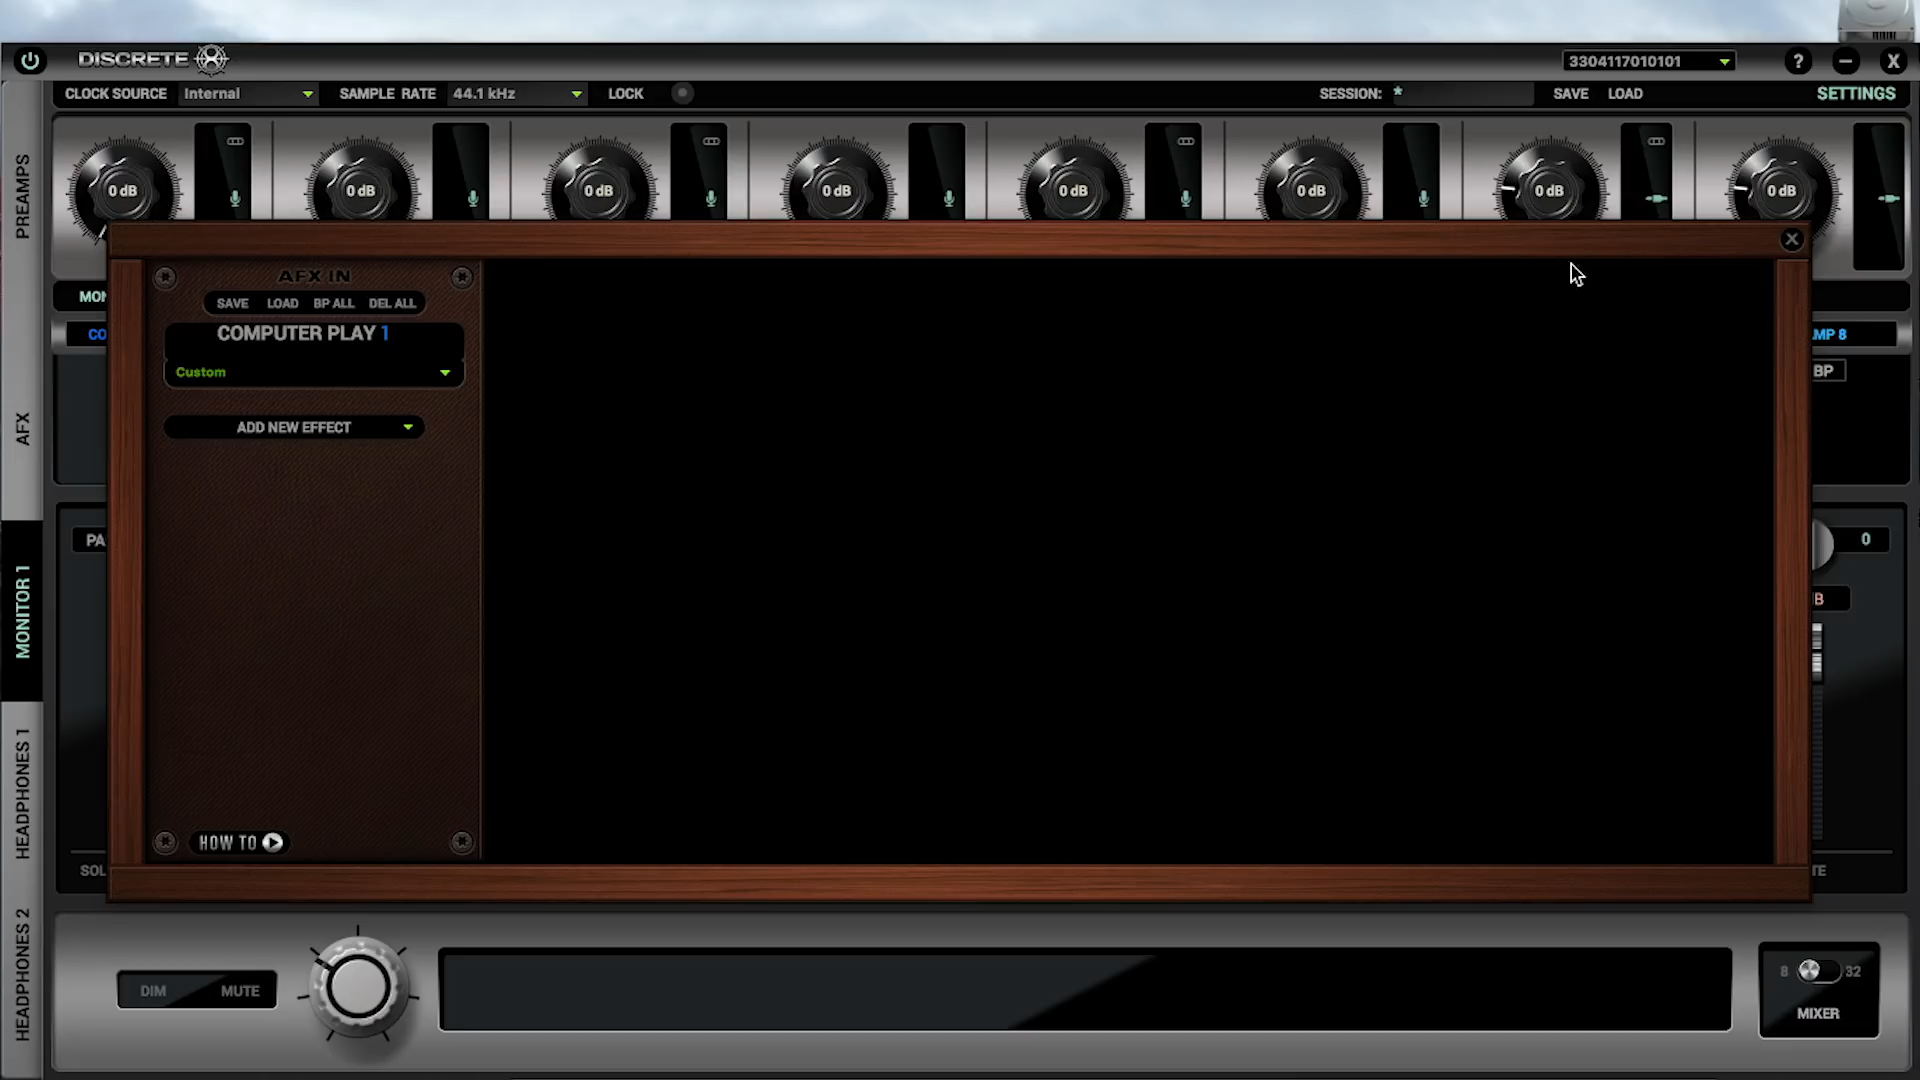 DISCRETE 8
3304117010101
?
X
CLOCK SOURCE Internal SAMPLE RATE 44.1 kHz LOCK SESSION: * SAVE LOAD SETTINGS
PREAMPS
AFX
MONITOR 1
HEADPHONES 1
HEADPHONES 2
0 dB 0 dB 0 dB 0 dB 0 dB 0 dB 0 dB 0 dB
AFX IN
SAVE LOAD BP ALL DEL ALL
COMPUTER PLAY 1
Custom
ADD NEW EFFECT
HOW TO
MON
CO
PA
SOL
MP 8
BP
0
B
TE
DIM MUTE
8 32
MIXER